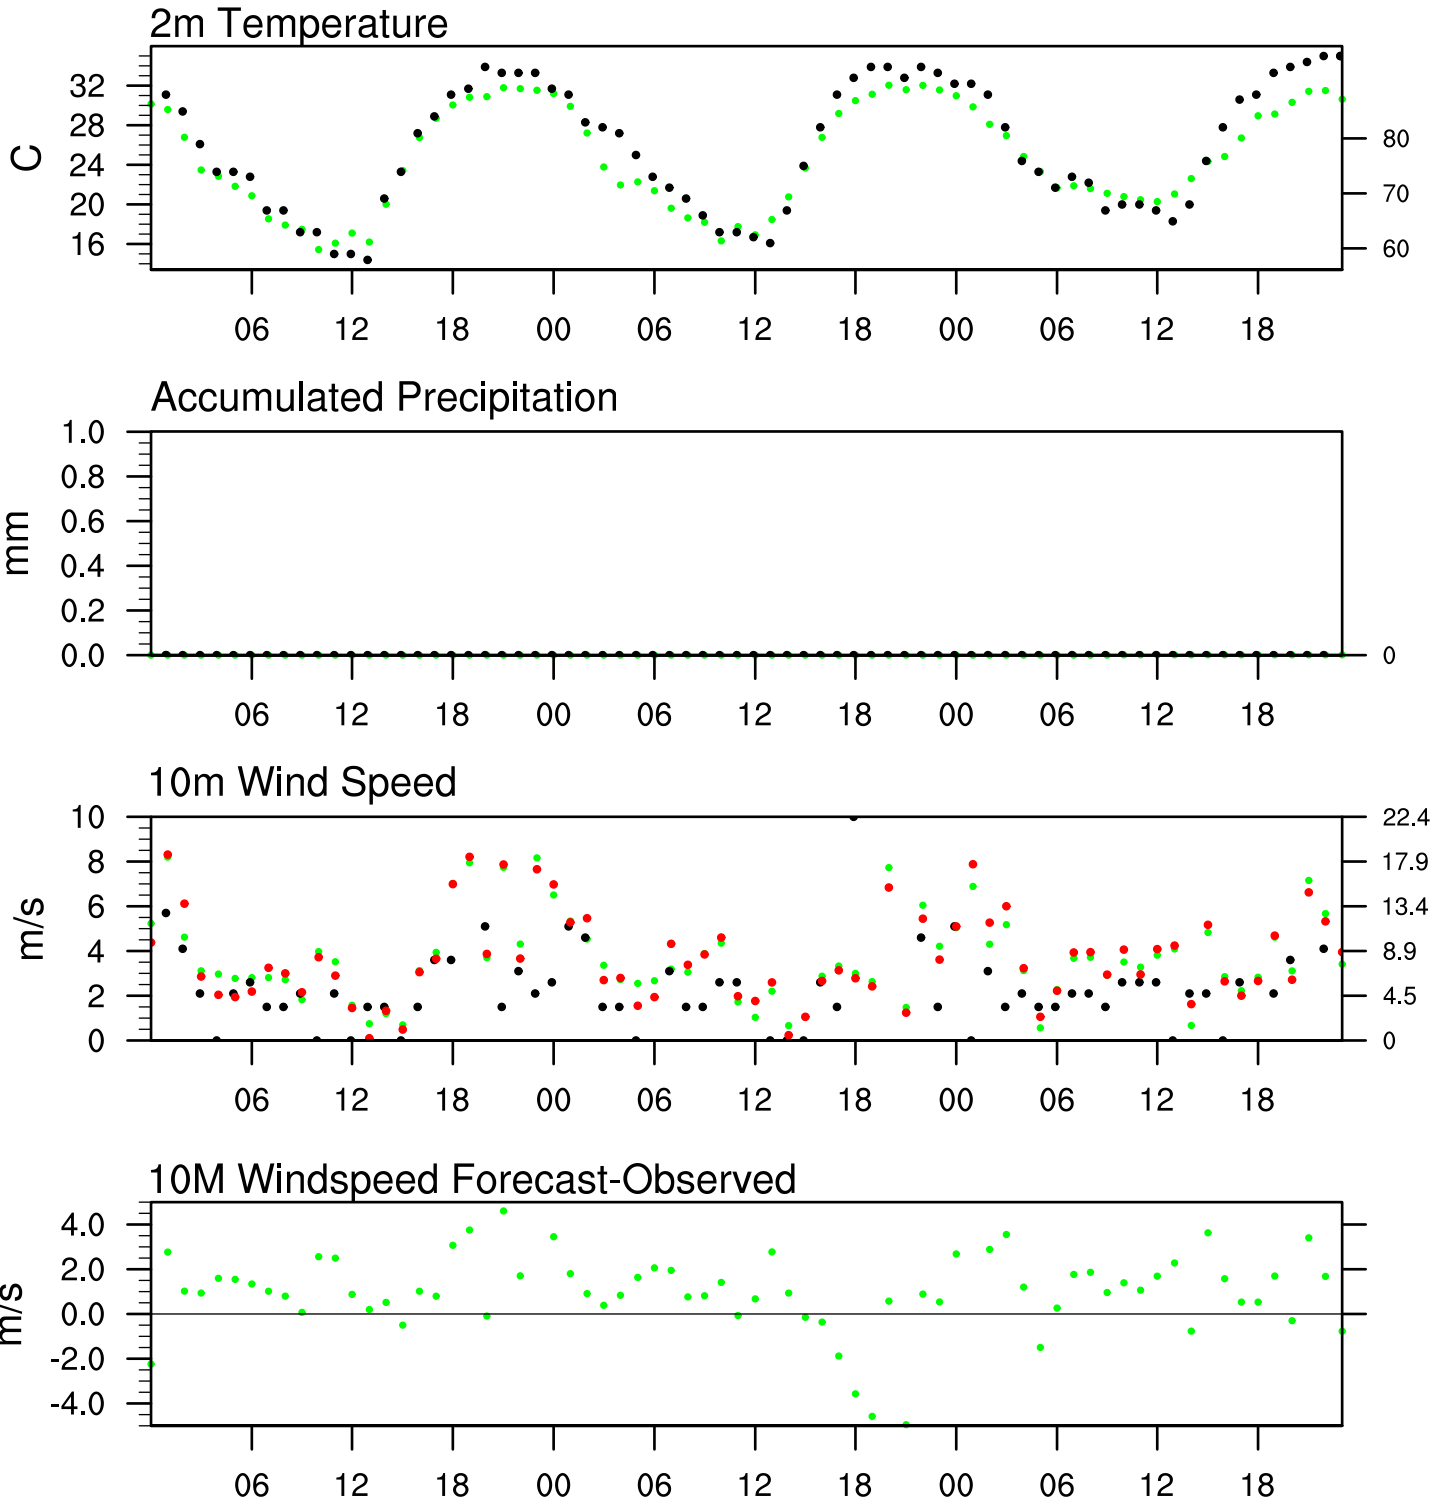 2m Temperature
C
32
28
24
20
16
80
70
60
06 12 18 00 06 12 18 00 06 12 18
Accumulated Precipitation
mm
1.0
0.8
0.6
0.4
0.2
0.0
0
06 12 18 00 06 12 18 00 06 12 18
10m Wind Speed
m/s
10
8
6
4
2
0
22.4
17.9
13.4
8.9
4.5
0
06 12 18 00 06 12 18 00 06 12 18
10M Windspeed Forecast-Observed
m/s
4.0
2.0
0.0
-2.0
-4.0
06 12 18 00 06 12 18 00 06 12 18